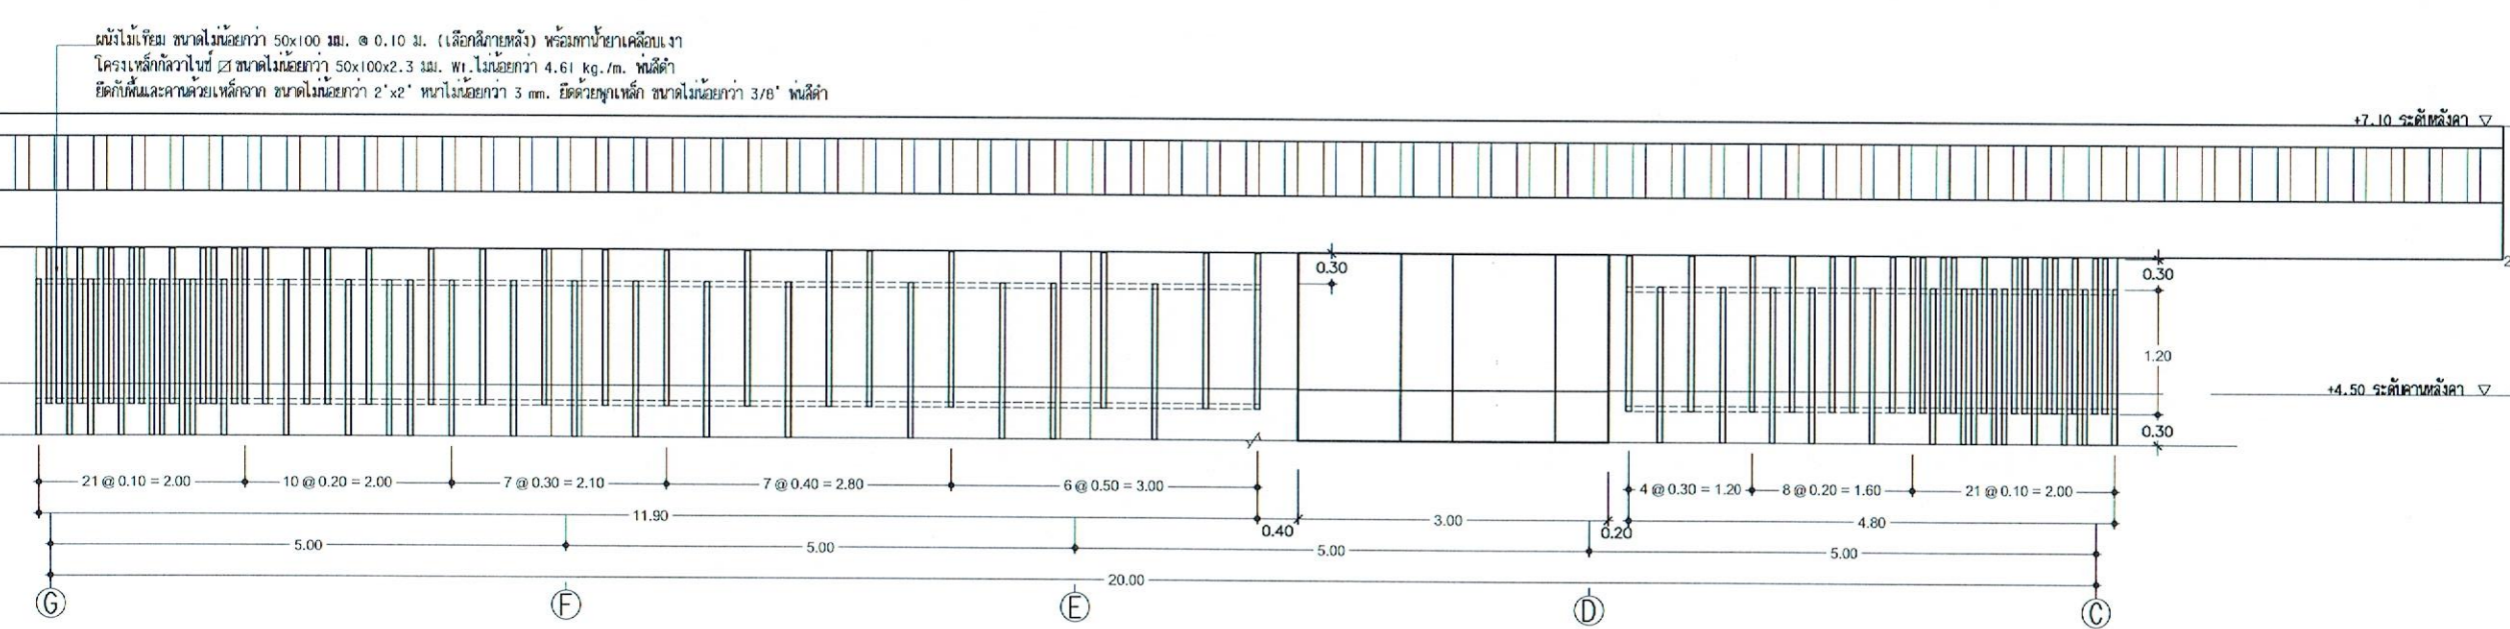 ผนังไม้เทียม ขนาดไม่น้อยกว่า 50x100 มม. @ 0.10 ม. (เลือกสีภายหลัง) พร้อมทาน้ำยาเคลือบเงา
โครงเหล็กกัลวาไนซ์ ขนาดไม่น้อยกว่า 50x100x2.3 มม. Wt.ไม่น้อยกว่า 4.61 kg./m. พ่นสีดำ
ยึดกับพื้นและคานด้วยเหล็กฉาก ขนาดไม่น้อยกว่า 2"x2" หนาไม่น้อยกว่า 3 mm. ยึดด้วยพุกเหล็ก ขนาดไม่น้อยกว่า 3/8" พ่นสีดำ
+7.10 ระดับหลังคา
0.30
0.30
2
1.20
+4.50 ระดับคานหลังคา
0.30
21 @ 0.10 = 2.00
10 @ 0.20 = 2.00
7 @ 0.30 = 2.10
7 @ 0.40 = 2.80
6 @ 0.50 = 3.00
4 @ 0.30 = 1.20
8 @ 0.20 = 1.60
21 @ 0.10 = 2.00
11.90
0.40
3.00
0.20
4.80
5.00
5.00
5.00
5.00
20.00
G
F
E
D
C